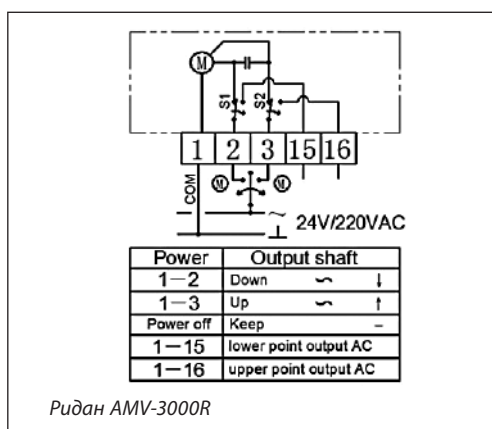 M
S1 S2
1 2 3 15 16
COM M M
~ 24V/220VAC
Power Output shaft
1—2 Down ∽ ↓
1—3 Up ∽ ↑
Power off Keep –
1—15 lower point output AC
1—16 upper point output AC
Ридан AMV-3000R